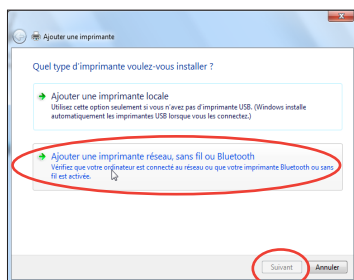 Ajouter une imprimante
Quel type d'imprimante voulez-vous installer ?
Ajouter une imprimante locale
Utilisez cette option seulement si vous n'avez pas d'imprimante USB. (Windows installe
automatiquement les imprimantes USB lorsque vous les connectez.)
Ajouter une imprimante réseau, sans fil ou Bluetooth
Vérifiez que votre ordinateur est connecté au réseau ou que votre imprimante Bluetooth ou sans
fil est activée.
Suivant Annuler